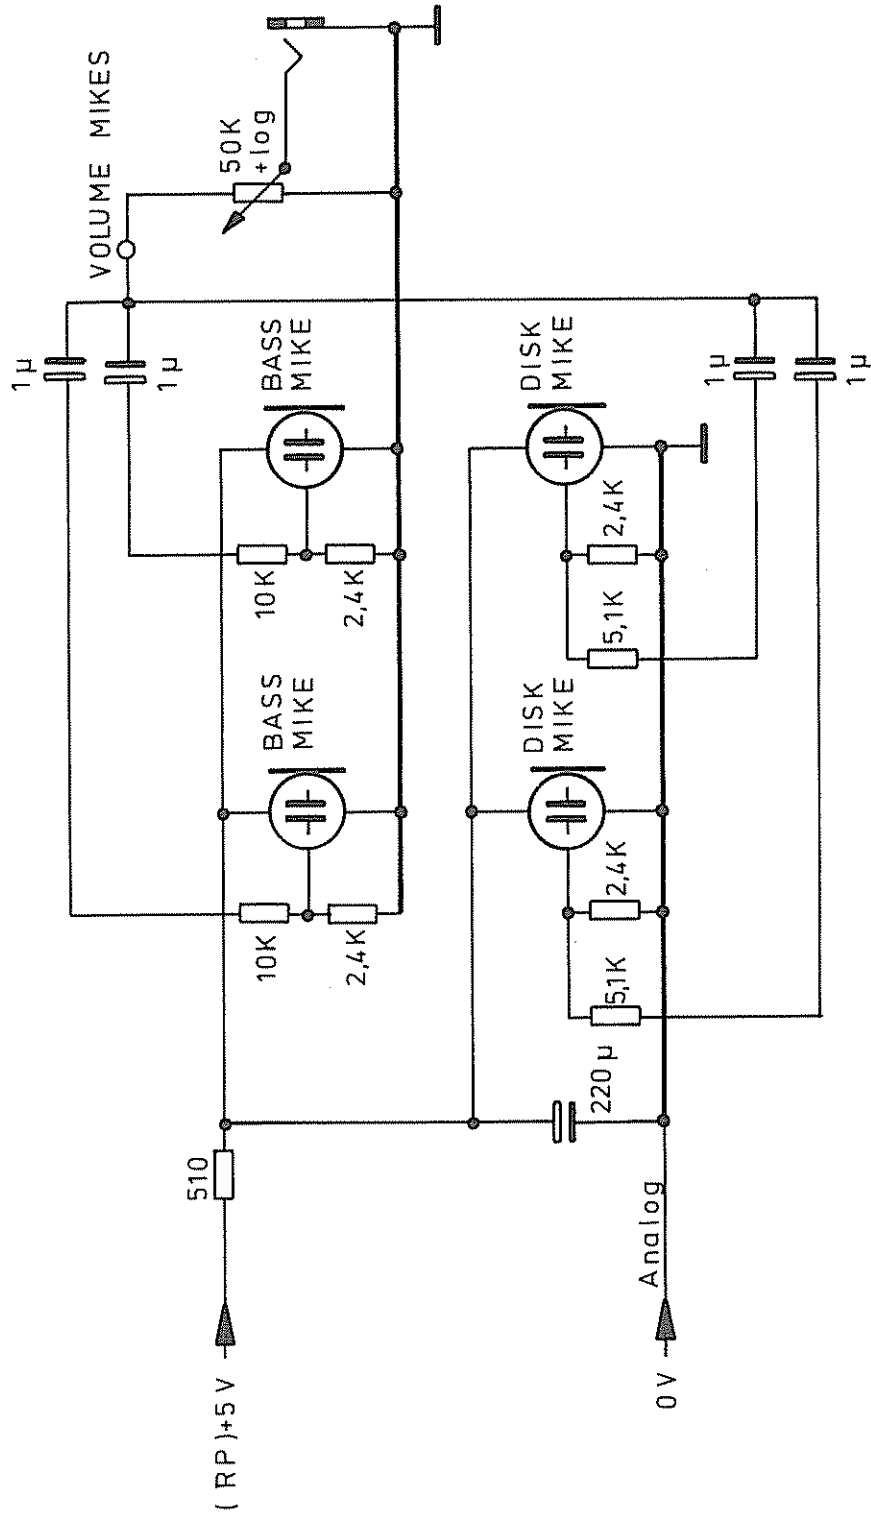 VOLUME MIKES
50K
+log
1µ
1µ
BASS
MIKE
BASS
MIKE
10K
2,4K
10K
2,4K
510
(RP)+5V
DISK
MIKE
DISK
MIKE
2,4K
5,1K
2,4K
5,1K
1µ
1µ
220µ
Analog
0V